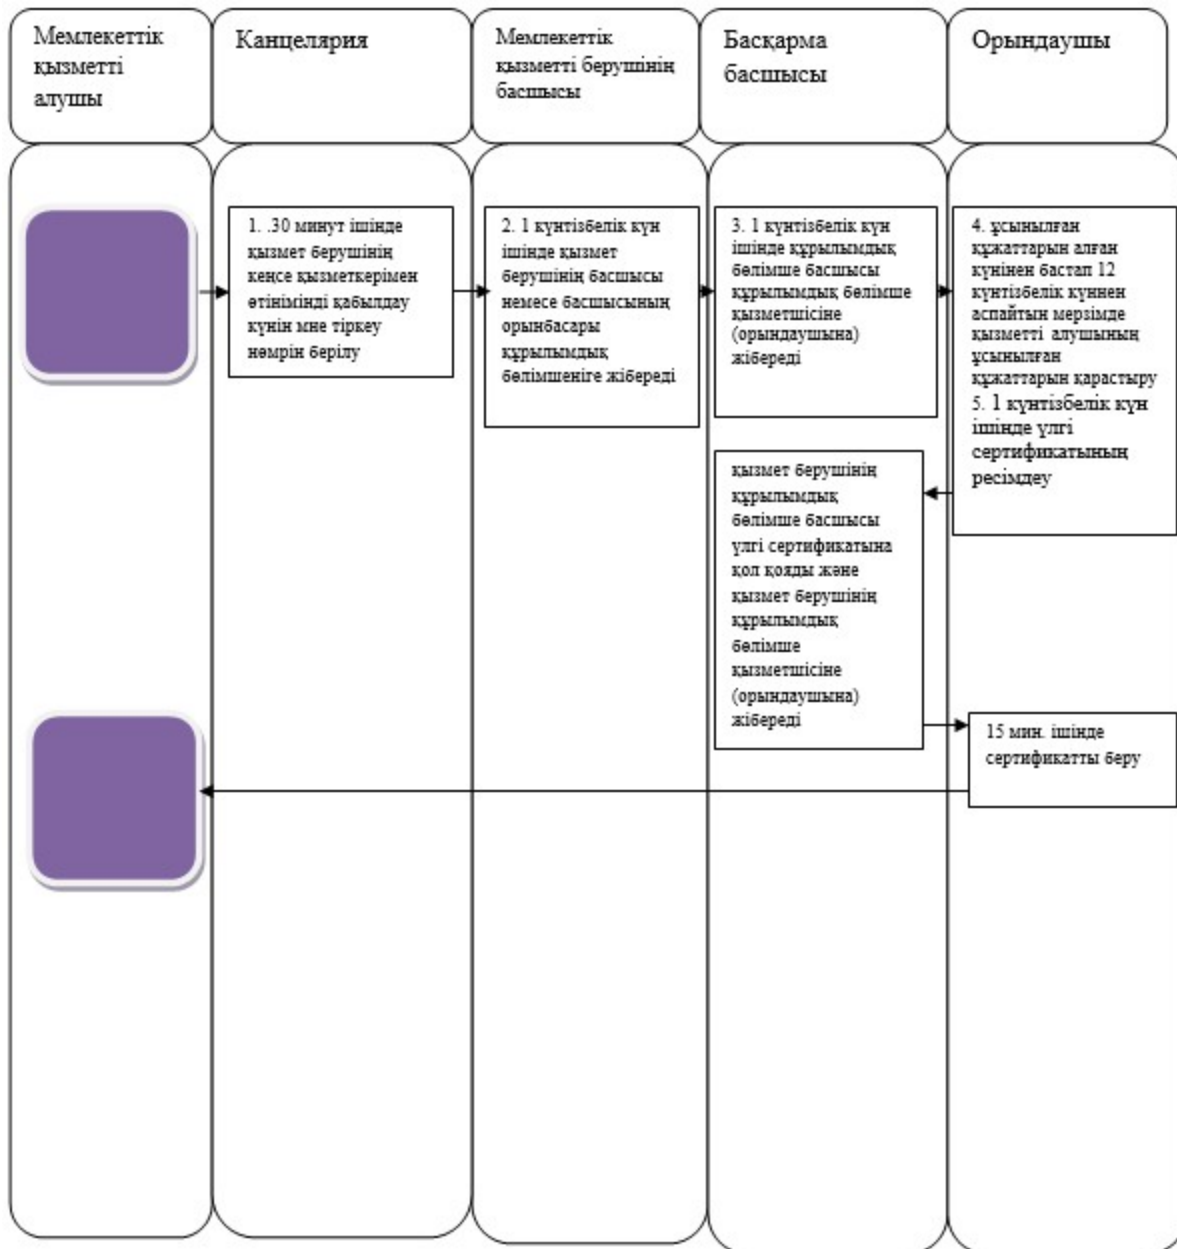 Мемлекеттік
қызметті
алушы
Канцелярия
Мемлекеттік
қызметті берушінің
басшысы
Басқарма
басшысы
Орындаушы
1. .30 минут ішінде
қызмет берушінің
кеңсе қызметкерімен
өтінімінді қабылдау
күнін мне тіркеу
нөмрін берілу
2. 1 күнтізбелік күн
ішінде қызмет
берушінің басшысы
немесе басшысының
орынбасары
құрылымдық
бөлімшеніге жібереді
3. 1 күнтізбелік күн
ішінде құрылымдық
бөлімше басшысы
құрылымдық бөлімше
қызметшісіне
(орындаушына)
жібереді
4. ұсынылған
құжаттарын алған
күнінен бастап 12
күнтізбелік күннен
аспайтын мерзімде
қызметті алушының
ұсынылған
құжаттарын қарастыру
5. 1 күнтізбелік күн
ішінде үлгі
сертификатының
ресімдеу
қызмет берушінің
құрылымдық
бөлімше басшысы
үлгі сертификатына
қол қояды және
қызмет берушінің
құрылымдық
бөлімше
қызметшісіне
(орындаушына)
жібереді
15 мин. ішінде
сертификатты беру